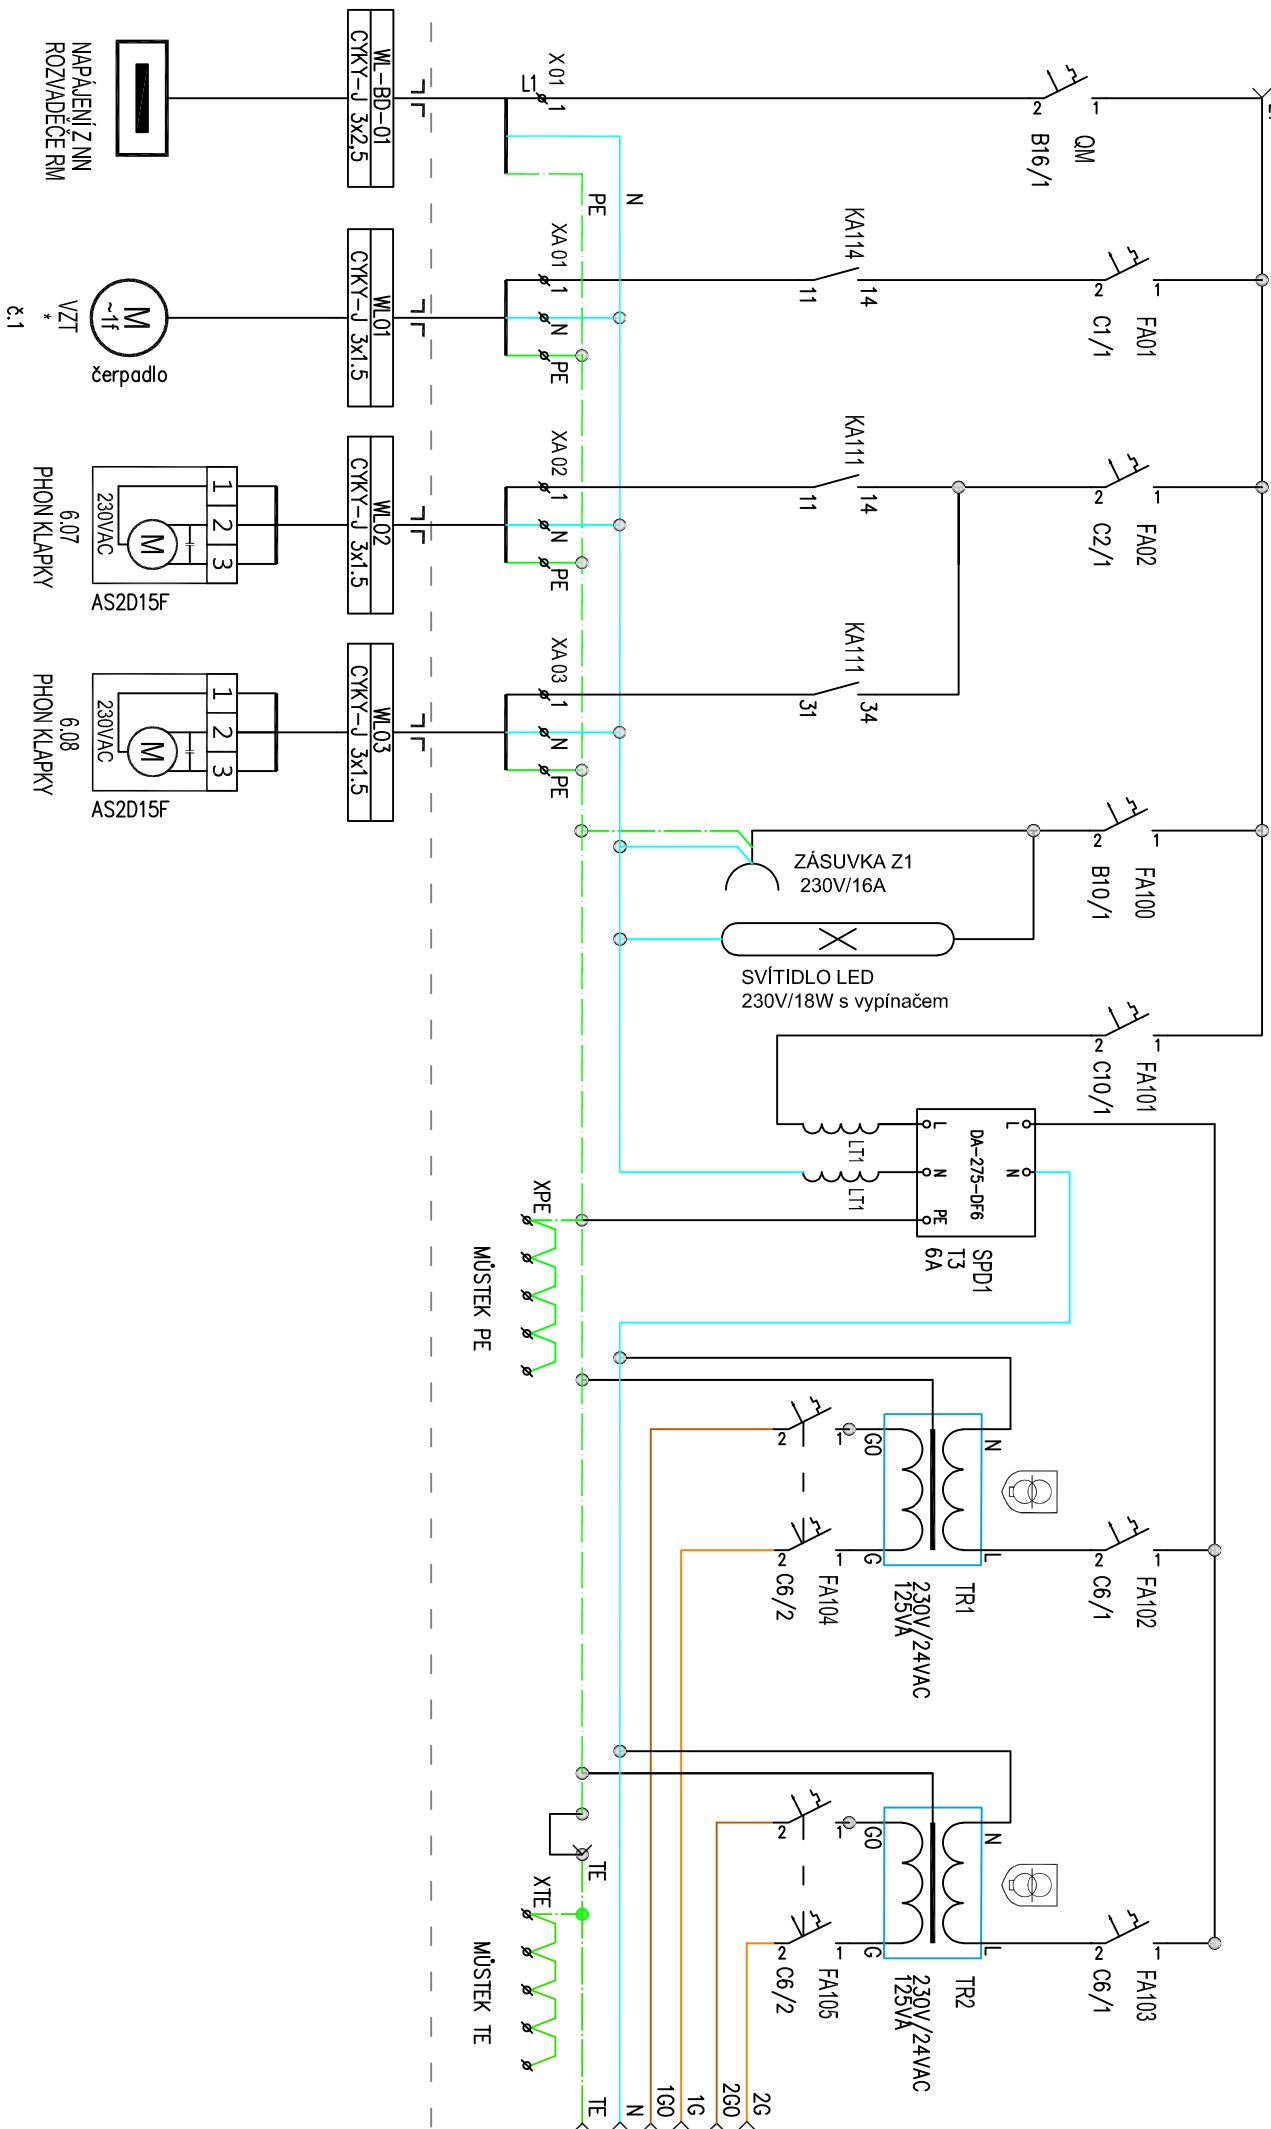 X01
L1
1
1
2
QM
B16/1
WL-BD-01
CYKY-J 3x2,5
NAPÁJENÍ Z NN
ROZVADĚČE RM
N
PE
1
2
FA01
C1/1
KA114
14
11
XA 01
1
N
PE
WL01
CYKY-J 3x1.5
M
~1f
čerpadlo
VZT
*
č.1
1
2
FA02
C2/1
KA111
14
11
XA 02
1
N
PE
WL02
CYKY-J 3x1.5
1
2
3
M
230VAC
AS2D15F
6.07
PHON KLAPKY
KA111
34
31
XA 03
1
N
PE
WL03
CYKY-J 3x1.5
1
2
3
M
230VAC
AS2D15F
6.08
PHON KLAPKY
1
2
FA100
B10/1
ZÁSUVKA Z1
230V/16A
SVÍTIDLO LED
230V/18W s vypínačem
1
2
FA101
C10/1
LT1
LT1
L
N
L
N
PE
DA-275-DF6
SPD1
T3
6A
XPE
MŮSTEK PE
1
2
FA102
C6/1
N
L
G0
G
TR1
230V/24VAC
125VA
1
2
1
2
FA104
C6/2
1
2
FA103
C6/1
N
L
G0
G
TR2
230V/24VAC
125VA
1
2
1
2
FA105
C6/2
TE
XTE
MŮSTEK TE
2G
2G0
1G
1G0
N
TE